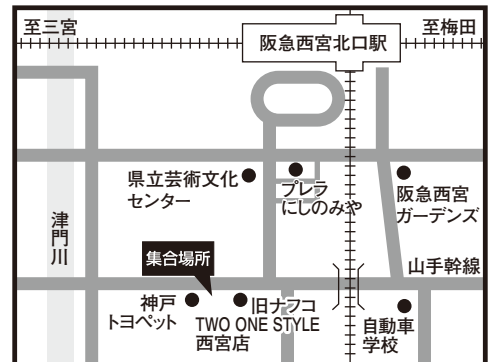 至三宮
阪急西宮北口駅
至梅田
県立芸術文化
センター
プレラ
にしのみや
阪急西宮
ガーデンズ
津門川
山手幹線
集合場所
神戸
トヨペット
旧ナフコ
TWO ONE STYLE
西宮店
自動車
学校